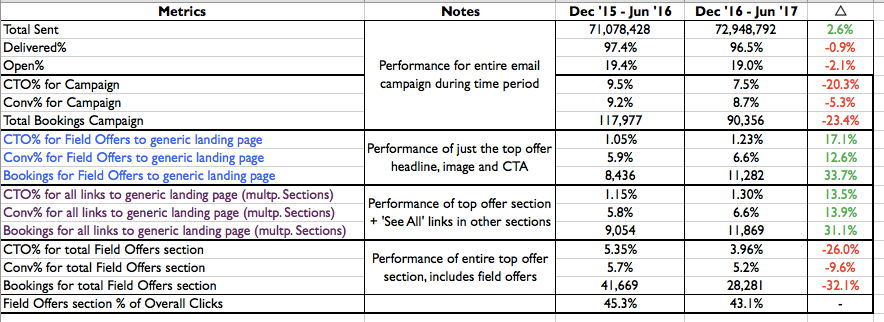 Metrics Notes Dec '15 - Jun '16 Dec '16 - Jun '17 △
Total Sent 71,078,428 72,948,792 2.6%
Delivered% 97.4% 96.5% -0.9%
Open% 19.4% 19.0% -2.1%
Performance for entire email
campaign during time period
CTO% for Campaign 9.5% 7.5% -20.3%
Conv% for Campaign 9.2% 8.7% -5.3%
Total Bookings Campaign 117,977 90,356 -23.4%
CTO% for Field Offers to generic landing page 1.05% 1.23% 17.1%
Conv% for Field Offers to generic landing page 5.9% 6.6% 12.6%
Bookings for Field Offers to generic landing page 8,436 11,282 33.7%
Performance of just the top offer
headline, image and CTA
CTO% for all links to generic landing page (multp. Sections) 1.15% 1.30% 13.5%
Conv% for all links to generic landing page (multp. Sections) 5.8% 6.6% 13.9%
Bookings for all links to generic landing page (multp. Sections) 9,054 11,869 31.1%
Performance of top offer section
+ 'See All' links in other sections
CTO% for total Field Offers section 5.35% 3.96% -26.0%
Conv% for total Field Offers section 5.7% 5.2% -9.6%
Bookings for total Field Offers section 41,669 28,281 -32.1%
Performance of entire top offer
section, includes field offers
Field Offers section % of Overall Clicks 45.3% 43.1% -